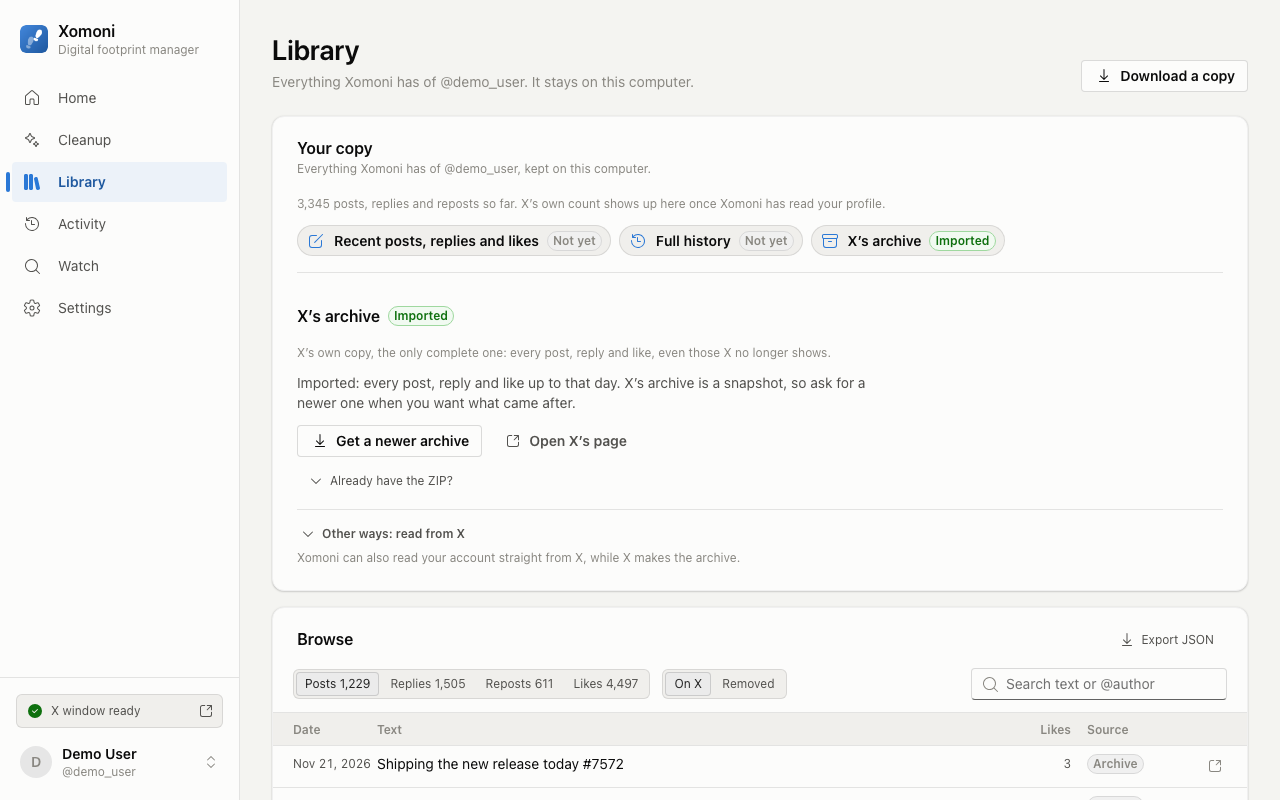 Xomoni
Digital footprint manager
Home
Cleanup
Library
Activity
Watch
Settings
X window ready
D
Demo User
@demo_user
Library
Everything Xomoni has of @demo_user. It stays on this computer.
Download a copy
Your copy
Everything Xomoni has of @demo_user, kept on this computer.
3,345 posts, replies and reposts so far. X’s own count shows up here once Xomoni has read your profile.
Recent posts, replies and likes Not yet Full history Not yet X’s archive Imported
X’s archive Imported
X’s own copy, the only complete one: every post, reply and like, even those X no longer shows.
Imported: every post, reply and like up to that day. X’s archive is a snapshot, so ask for a
newer one when you want what came after.
Get a newer archive Open X’s page
Already have the ZIP?
Other ways: read from X
Xomoni can also read your account straight from X, while X makes the archive.
Browse Export JSON
Posts 1,229 Replies 1,505 Reposts 611 Likes 4,497 On X Removed Search text or @author
Date Text Likes Source
Nov 21, 2026 Shipping the new release today #7572 3 Archive